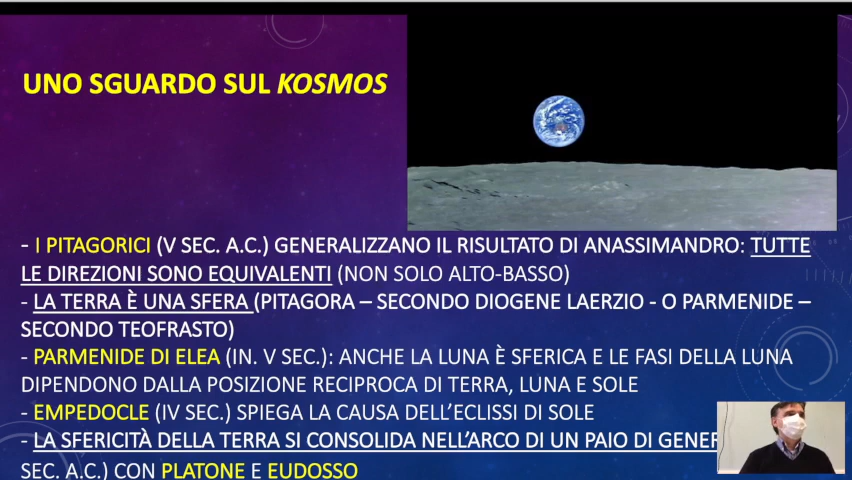 UNO SGUARDO SUL KOSMOS
- I PITAGORICI (V SEC. A.C.) GENERALIZZANO IL RISULTATO DI ANASSIMANDRO: TUTTE
LE DIREZIONI SONO EQUIVALENTI (NON SOLO ALTO-BASSO)
- LA TERRA È UNA SFERA (PITAGORA – SECONDO DIOGENE LAERZIO - O PARMENIDE –
SECONDO TEOFRASTO)
- PARMENIDE DI ELEA (IN. V SEC.): ANCHE LA LUNA È SFERICA E LE FASI DELLA LUNA
DIPENDONO DALLA POSIZIONE RECIPROCA DI TERRA, LUNA E SOLE
- EMPEDOCLE (IV SEC.) SPIEGA LA CAUSA DELL'ECLISSI DI SOLE
- LA SFERICITÀ DELLA TERRA SI CONSOLIDA NELL'ARCO DI UN PAIO DI
SEC. A.C.) CON PLATONE E EUDOSSO